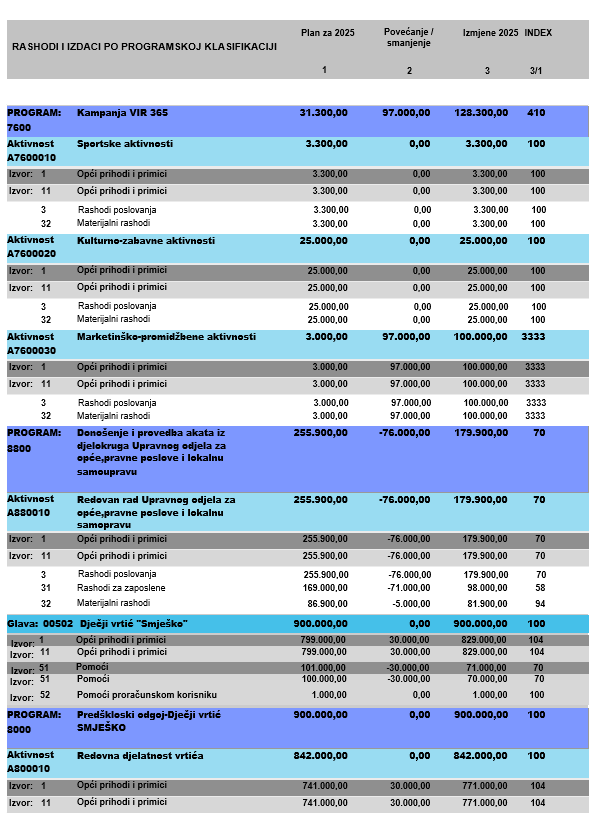 RASHODI I IZDACI PO PROGRAMSKOJ KLASIFIKACIJI Plan za 2025 Povećanje / smanjenje Izmjene 2025 INDEX
1 2 3 3/1
PROGRAM: 7600 Kampanja VIR 365 31.300,00 97.000,00 128.300,00 410
Aktivnost A7600010 Sportske aktivnosti 3.300,00 0,00 3.300,00 100
Izvor: 1 Opći prihodi i primici 3.300,00 0,00 3.300,00 100
Izvor: 11 Opći prihodi i primici 3.300,00 0,00 3.300,00 100
3 Rashodi poslovanja 3.300,00 0,00 3.300,00 100
32 Materijalni rashodi 3.300,00 0,00 3.300,00 100
Aktivnost A7600020 Kulturno-zabavne aktivnosti 25.000,00 0,00 25.000,00 100
Izvor: 1 Opći prihodi i primici 25.000,00 0,00 25.000,00 100
Izvor: 11 Opći prihodi i primici 25.000,00 0,00 25.000,00 100
3 Rashodi poslovanja 25.000,00 0,00 25.000,00 100
32 Materijalni rashodi 25.000,00 0,00 25.000,00 100
Aktivnost A7600030 Marketinško-promidžbene aktivnosti 3.000,00 97.000,00 100.000,00 3333
Izvor: 1 Opći prihodi i primici 3.000,00 97.000,00 100.000,00 3333
Izvor: 11 Opći prihodi i primici 3.000,00 97.000,00 100.000,00 3333
3 Rashodi poslovanja 3.000,00 97.000,00 100.000,00 3333
32 Materijalni rashodi 3.000,00 97.000,00 100.000,00 3333
PROGRAM: 8800 Donošenje i provedba akata iz 255.900,00 -76.000,00 179.900,00 70
djelokruga Upravnog odjela za
opće,pravne poslove i lokalnu
samoupravu
Aktivnost A880010 Redovan rad Upravnog odjela za 255.900,00 -76.000,00 179.900,00 70
opće,pravne poslove i lokalnu
samopravu
Izvor: 1 Opći prihodi i primici 255.900,00 -76.000,00 179.900,00 70
Izvor: 11 Opći prihodi i primici 255.900,00 -76.000,00 179.900,00 70
3 Rashodi poslovanja 255.900,00 -76.000,00 179.900,00 70
31 Rashodi za zaposlene 169.000,00 -71.000,00 98.000,00 58
32 Materijalni rashodi 86.900,00 -5.000,00 81.900,00 94
Glava: 00502 Dječji vrtić "Smješko" 900.000,00 0,00 900.000,00 100
Izvor: 1 Opći prihodi i primici 799.000,00 30.000,00 829.000,00 104
Izvor: 11 Opći prihodi i primici 799.000,00 30.000,00 829.000,00 104
Izvor: 51 Pomoći 101.000,00 -30.000,00 71.000,00 70
Izvor: 51 Pomoći 100.000,00 -30.000,00 70.000,00 70
Izvor: 52 Pomoći proračunskom korisniku 1.000,00 0,00 1.000,00 100
PROGRAM: 8000 Predškloski odgoj-Dječji vrtić 900.000,00 0,00 900.000,00 100
SMJEŠKO
Aktivnost A800010 Redovna djelatnost vrtića 842.000,00 0,00 842.000,00 100
Izvor: 1 Opći prihodi i primici 741.000,00 30.000,00 771.000,00 104
Izvor: 11 Opći prihodi i primici 741.000,00 30.000,00 771.000,00 104